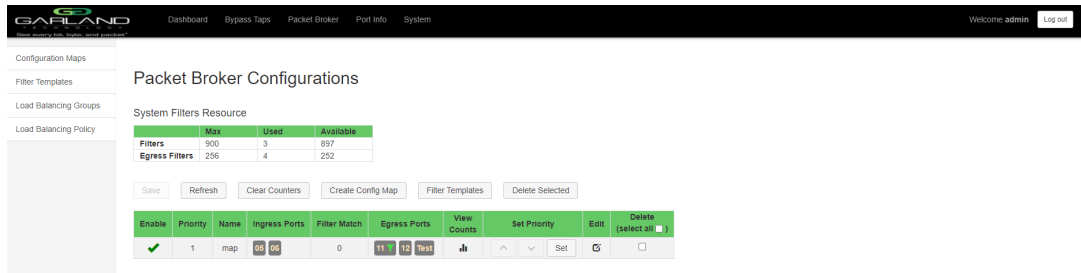 GARLAND
TECHNOLOGY
See every bit, byte, and packet®
Dashboard Bypass Taps Packet Broker Port Info System
Welcome admin Log out
Configuration Maps
Filter Templates
Load Balancing Groups
Load Balancing Policy
Packet Broker Configurations
System Filters Resource
Max Used Available
Filters 900 3 897
Egress Filters 256 4 252
Save Refresh Clear Counters Create Config Map Filter Templates Delete Selected
Enable Priority Name Ingress Ports Filter Match Egress Ports View Counts Set Priority Edit Delete (select all )
1 map 05 06 0 11 12 Test Set